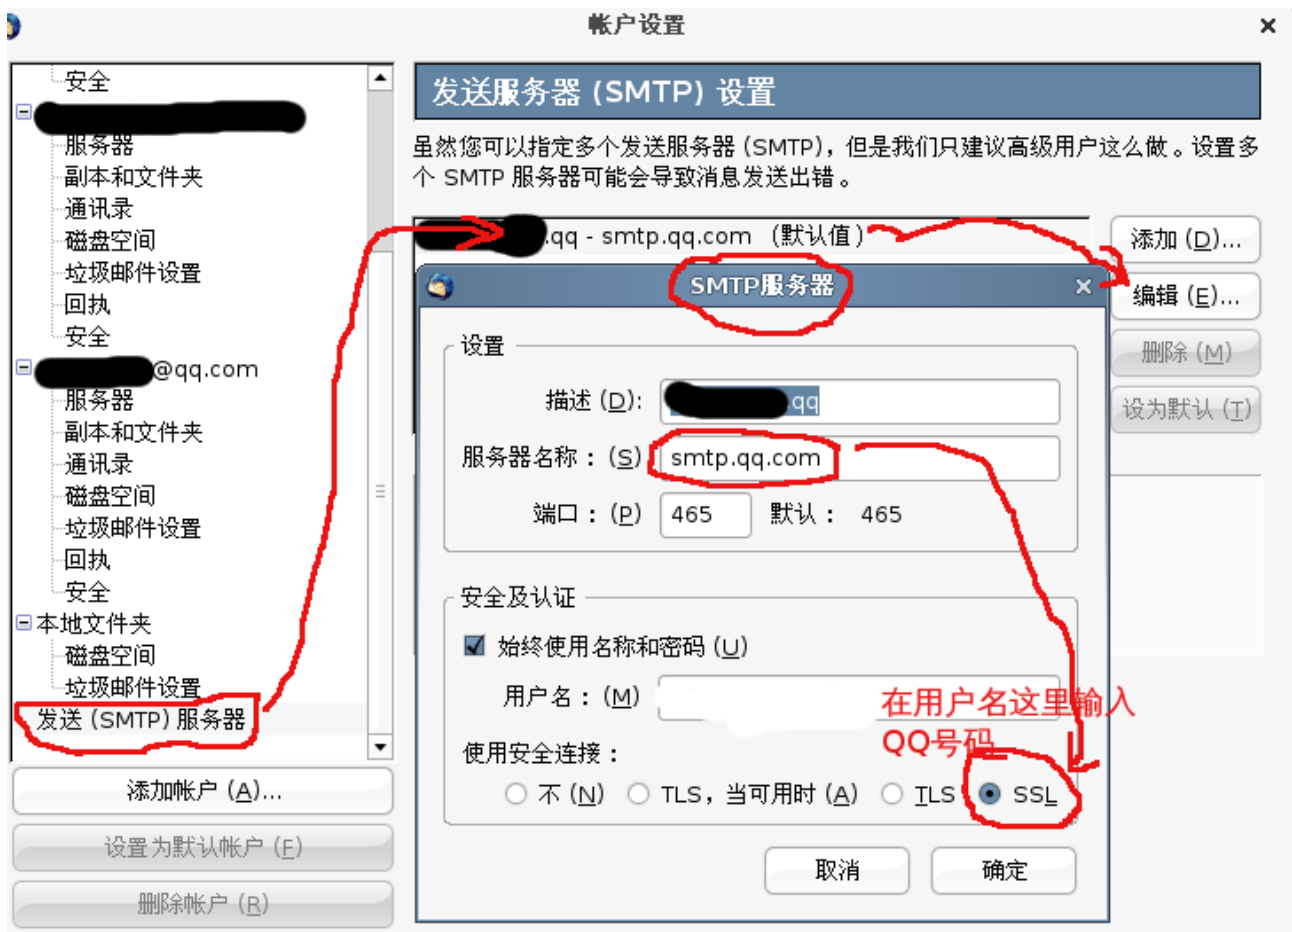 帐户设置
安全
服务器
副本和文件夹
通讯录
磁盘空间
垃圾邮件设置
回执
安全
@qq.com
服务器
副本和文件夹
通讯录
磁盘空间
垃圾邮件设置
回执
安全
本地文件夹
磁盘空间
垃圾邮件设置
发送 (SMTP) 服务器
添加帐户 (A)...
设置为默认帐户 (F)
删除帐户 (R)
发送服务器 (SMTP) 设置
虽然您可以指定多个发送服务器 (SMTP)，但是我们只建议高级用户这么做。设置多
个 SMTP 服务器可能会导致消息发送出错。
.qq - smtp.qq.com （默认值）
添加 (D)...
编辑 (E)...
删除 (M)
设为默认 (T)
SMTP服务器
设置
描述 (D):
.qq
服务器名称：(S) smtp.qq.com
端口：(P) 465 默认： 465
安全及认证
始终使用名称和密码 (U)
用户名：(M)
在用户名这里输入
QQ号码
使用安全连接：
不 (N) TLS，当可用时 (A) TLS SSL
取消 确定